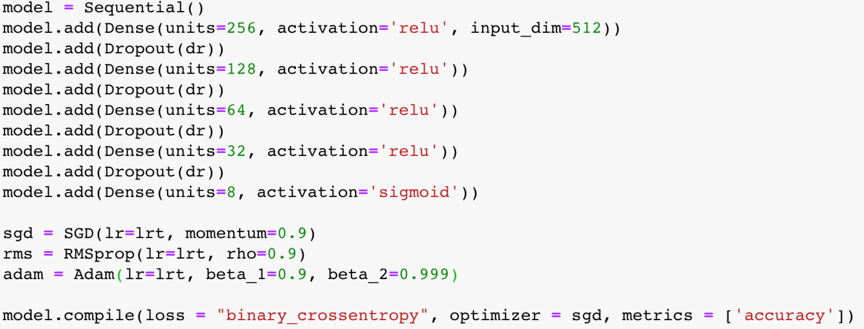 model = Sequential()
model.add(Dense(units=256, activation='relu', input_dim=512))
model.add(Dropout(dr))
model.add(Dense(units=128, activation='relu'))
model.add(Dropout(dr))
model.add(Dense(units=64, activation='relu'))
model.add(Dropout(dr))
model.add(Dense(units=32, activation='relu'))
model.add(Dropout(dr))
model.add(Dense(units=8, activation='sigmoid'))
sgd = SGD(lr=lrt, momentum=0.9)
rms = RMSprop(lr=lrt, rho=0.9)
adam = Adam(lr=lrt, beta_1=0.9, beta_2=0.999)
model.compile(loss = "binary_crossentropy", optimizer = sgd, metrics = ['accuracy'])